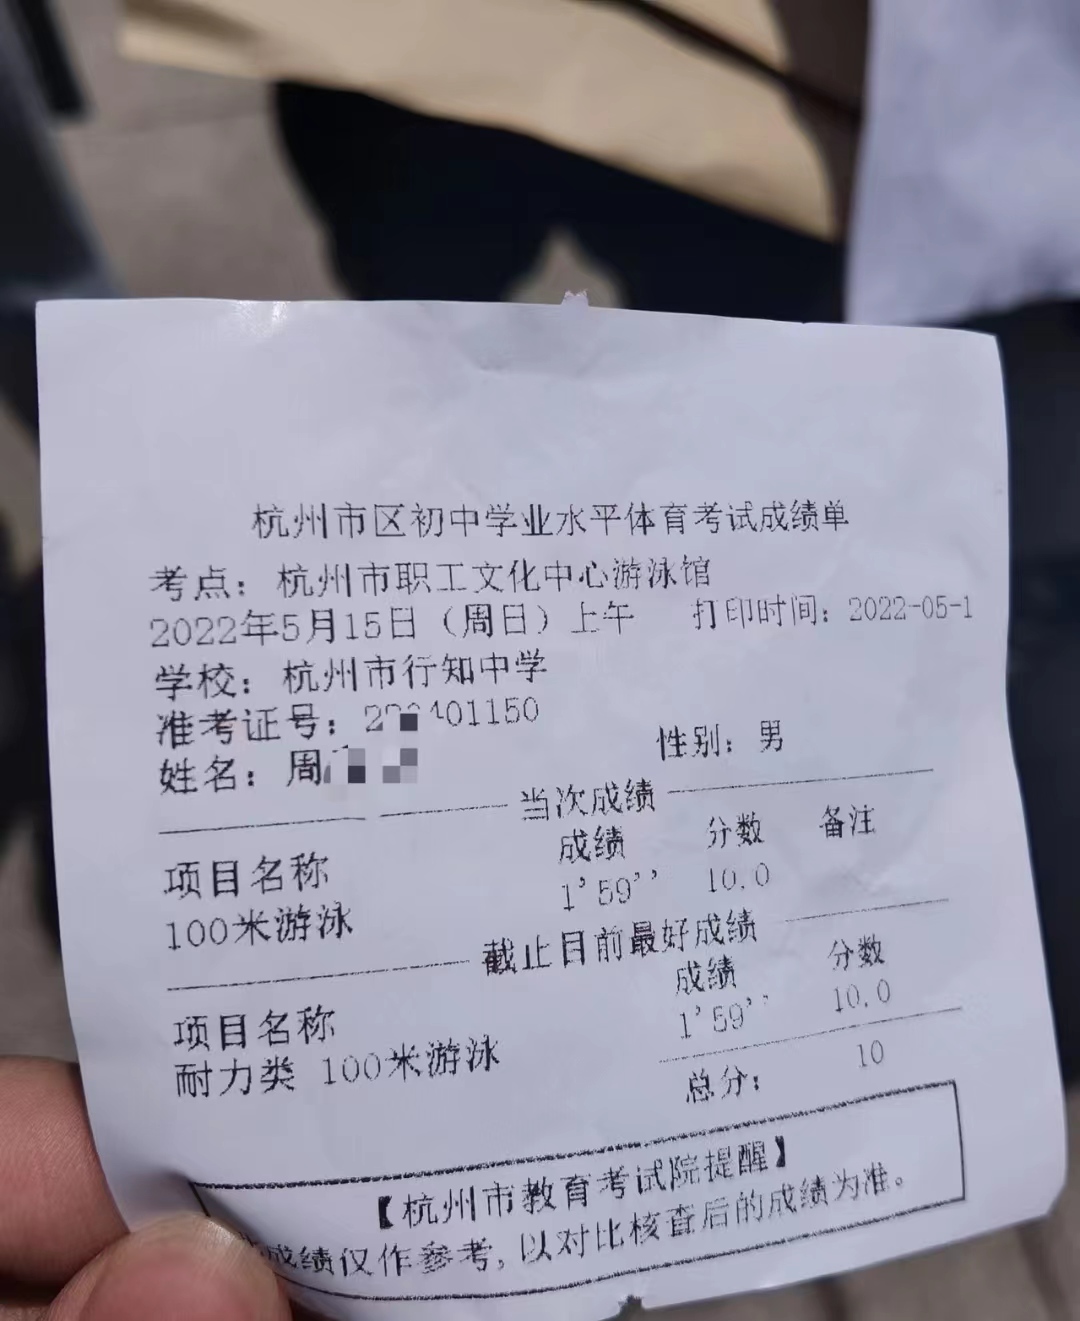 杭州市区初中学业水平体育考试成绩单
考点：杭州市职工文化中心游泳馆
2022年5月15日（周日）上午 打印时间：2022-05-1
学校：杭州市行知中学
准考证号：2 401150
姓名：周 性别：男
当次成绩
项目名称 成绩 分数 备注
100米游泳 1'59'' 10.0
截止目前最好成绩
项目名称 成绩 分数
耐力类 100米游泳 1'59'' 10.0
总分： 10
【杭州市教育考试院提醒】
成绩仅作参考，以对比核查后的成绩为准。